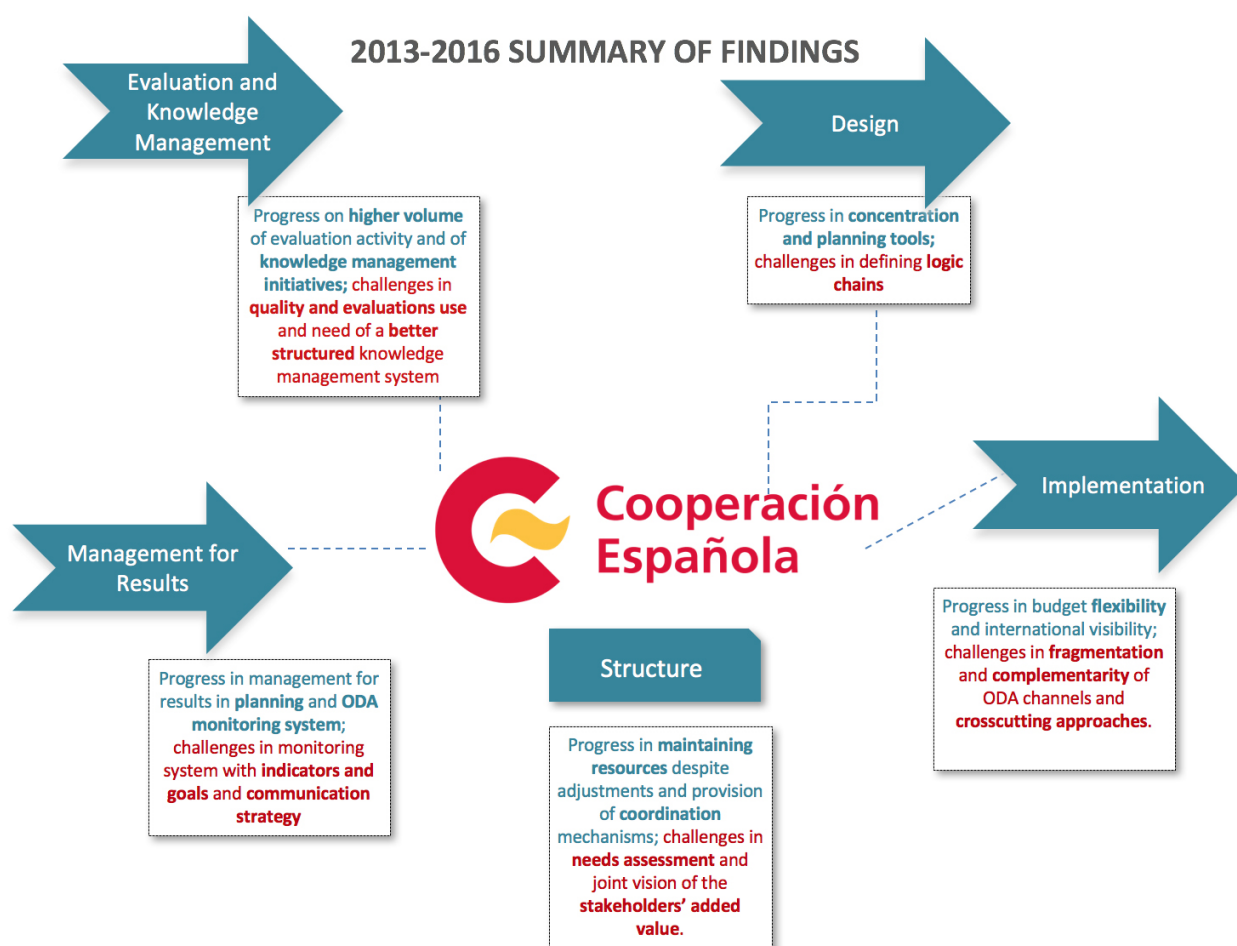 2013-2016 SUMMARY OF FINDINGS
Evaluation and
Knowledge
Management
Progress on higher volume
of evaluation activity and of
knowledge management
initiatives; challenges in
quality and evaluations use
and need of a better
structured knowledge
management system
Design
Progress in concentration
and planning tools;
challenges in defining logic
chains
Cooperación
Española
Implementation
Progress in budget flexibility
and international visibility;
challenges in fragmentation
and complementarity of
ODA channels and
crosscutting approaches.
Management for
Results
Progress in management for
results in planning and ODA
monitoring system;
challenges in monitoring
system with indicators and
goals and communication
strategy
Structure
Progress in maintaining
resources despite
adjustments and provision
of coordination
mechanisms; challenges in
needs assessment and
joint vision of the
stakeholders’ added
value.